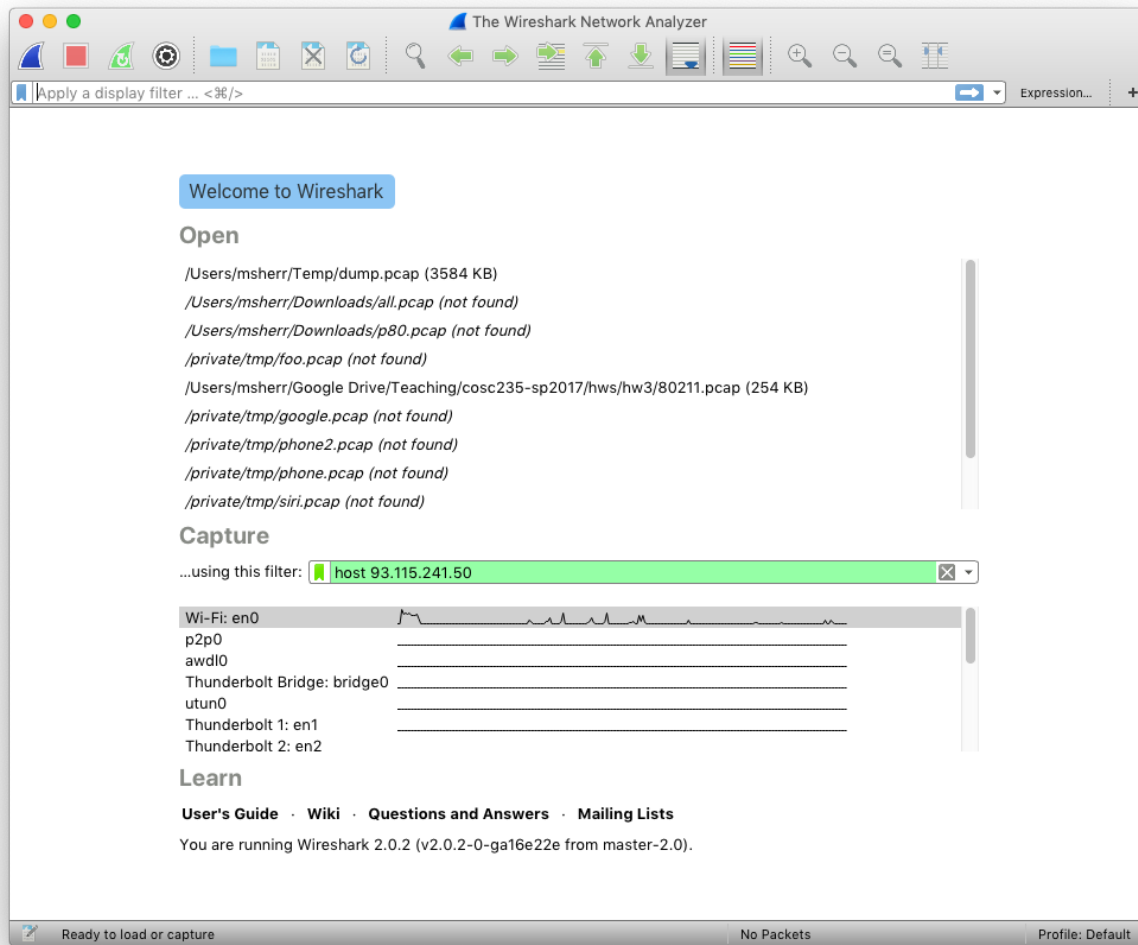 The Wireshark Network Analyzer
Apply a display filter ... <⌘/>
Expression...
+
Welcome to Wireshark
Open
/Users/msherr/Temp/dump.pcap (3584 KB)
/Users/msherr/Downloads/all.pcap (not found)
/Users/msherr/Downloads/p80.pcap (not found)
/private/tmp/foo.pcap (not found)
/Users/msherr/Google Drive/Teaching/cosc235-sp2017/hws/hw3/80211.pcap (254 KB)
/private/tmp/google.pcap (not found)
/private/tmp/phone2.pcap (not found)
/private/tmp/phone.pcap (not found)
/private/tmp/siri.pcap (not found)
Capture
...using this filter: host 93.115.241.50
Wi-Fi: en0
p2p0
awdl0
Thunderbolt Bridge: bridge0
utun0
Thunderbolt 1: en1
Thunderbolt 2: en2
Learn
User's Guide · Wiki · Questions and Answers · Mailing Lists
You are running Wireshark 2.0.2 (v2.0.2-0-ga16e22e from master-2.0).
Ready to load or capture
No Packets
Profile: Default